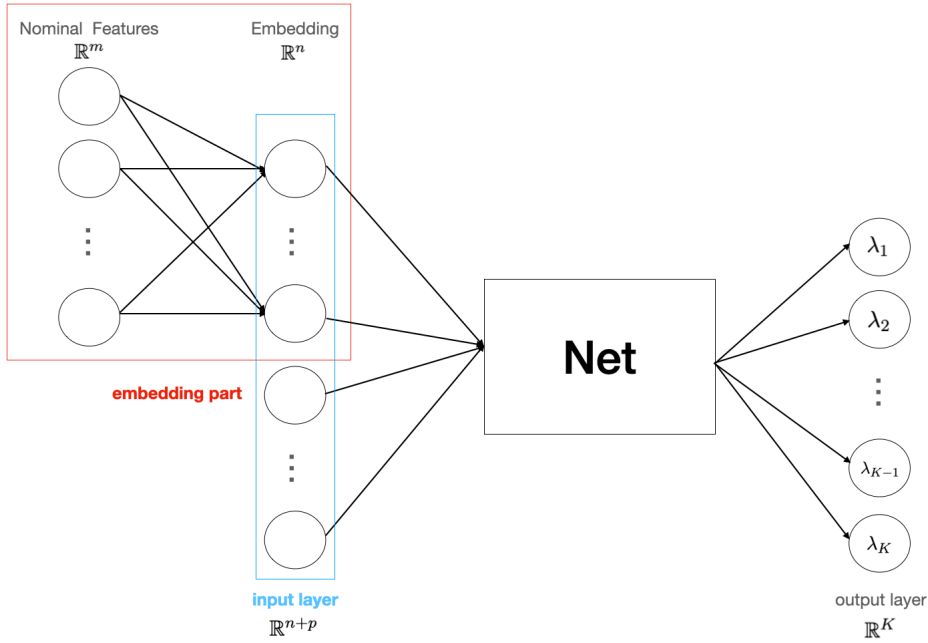 Nominal Features
ℝ^m
Embedding
ℝ^n
⋮
⋮
embedding part
⋮
input layer
ℝ^{n+p}
Net
λ_1
λ_2
⋮
λ_{K−1}
λ_K
output layer
ℝ^K